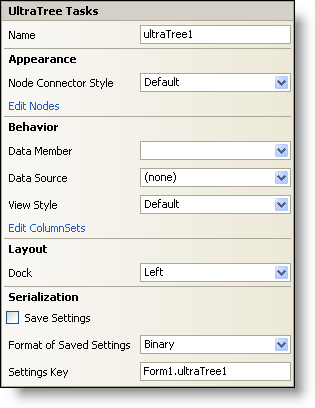 UltraTree Tasks
Name ultraTree1
Appearance
Node Connector Style Default
Edit Nodes
Behavior
Data Member
Data Source (none)
View Style Default
Edit ColumnSets
Layout
Dock Left
Serialization
Save Settings
Format of Saved Settings Binary
Settings Key Form1.ultraTree1